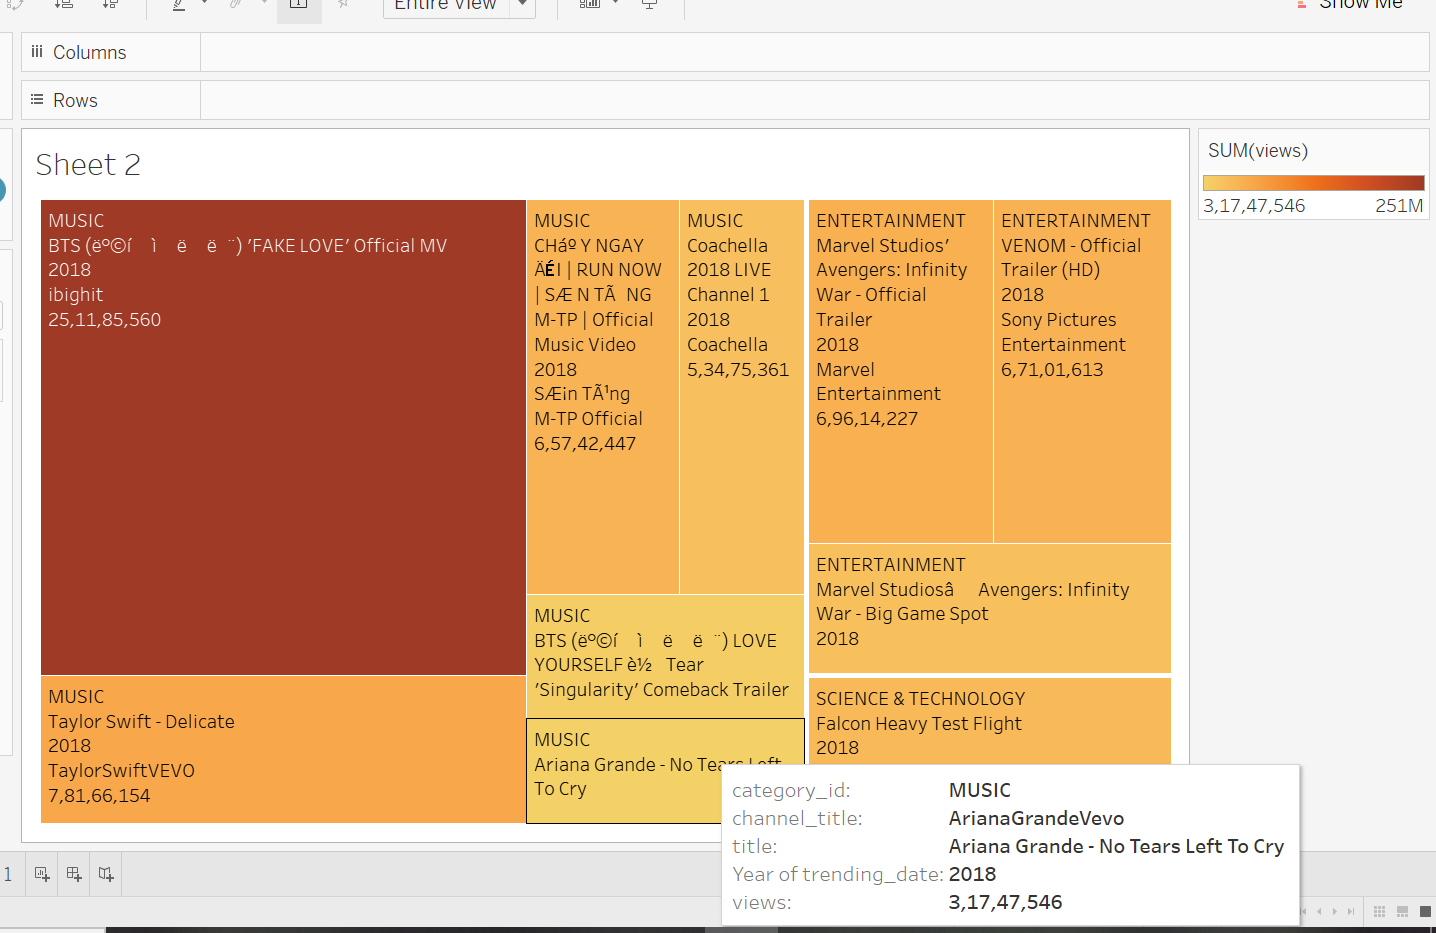 Entire View
Show Me
Columns
Rows
Sheet 2
SUM(views)
3,17,47,546 251M
MUSIC
BTS (ëº©í ì ë ë ¨) 'FAKE LOVE' Official MV
2018
ibighit
25,11,85,560
MUSIC
Taylor Swift - Delicate
2018
TaylorSwiftVEVO
7,81,66,154
MUSIC
CHáº Y NGAY
ÄÉI | RUN NOW
| SÆ N TÃ NG
M-TP | Official
Music Video
2018
SÆin TÃ¹ng
M-TP Official
6,57,42,447
MUSIC
Coachella
2018 LIVE
Channel 1
2018
Coachella
5,34,75,361
MUSIC
BTS (ëº©í ì ë ë ¨) LOVE
YOURSELF è½ Tear
'Singularity' Comeback Trailer
MUSIC
Ariana Grande - No Tears Left
To Cry
ENTERTAINMENT
Marvel Studios'
Avengers: Infinity
War - Official
Trailer
2018
Marvel
Entertainment
6,96,14,227
ENTERTAINMENT
VENOM - Official
Trailer (HD)
2018
Sony Pictures
Entertainment
6,71,01,613
ENTERTAINMENT
Marvel Studiosâ Avengers: Infinity
War - Big Game Spot
2018
SCIENCE & TECHNOLOGY
Falcon Heavy Test Flight
2018
category_id: MUSIC
channel_title: ArianaGrandeVevo
title: Ariana Grande - No Tears Left To Cry
Year of trending_date: 2018
views: 3,17,47,546
1